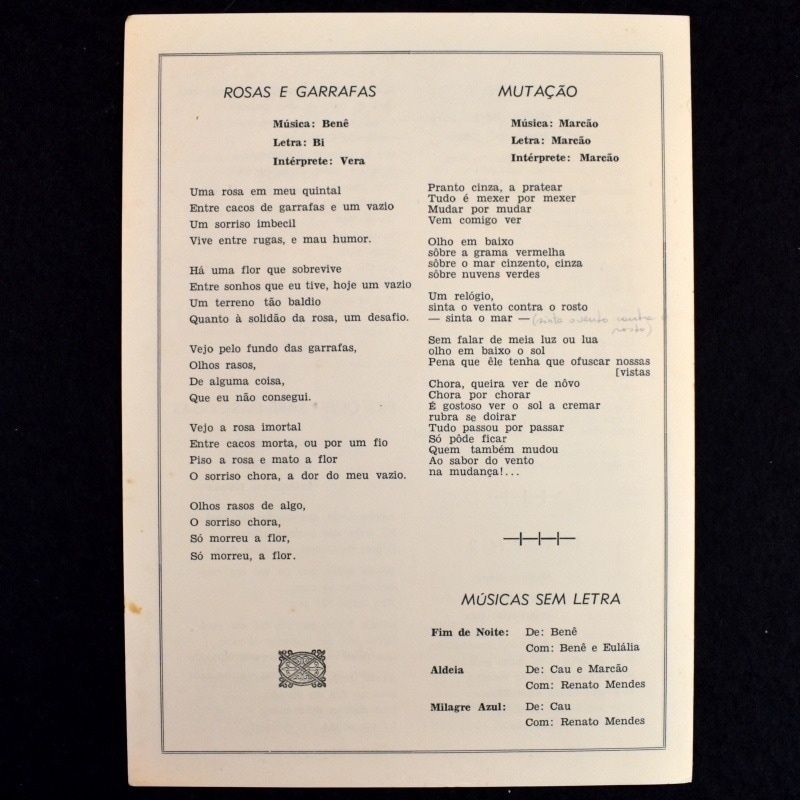 ROSAS E GARRAFAS
Música: Benê
Letra: Bi
Intérprete: Vera
Uma rosa em meu quintal
Entre cacos de garrafas e um vazio
Um sorriso imbecil
Vive entre rugas, e mau humor.
Há uma flor que sobrevive
Entre sonhos que eu tive, hoje um vazio
Um terreno tão baldio
Quanto à solidão da rosa, um desafio.
Vejo pelo fundo das garrafas,
Olhos rasos,
De alguma coisa,
Que eu não consegui.
Vejo a rosa imortal
Entre cacos morta, ou por um fio
Piso a rosa e mato a flor
O sorriso chora, a dor do meu vazio.
Olhos rasos de algo,
O sorriso chora,
Só morreu a flor,
Só morreu, a flor.
MUTAÇÃO
Música: Marcão
Letra: Marcão
Intérprete: Marcão
Pranto cinza, a pratear
Tudo é mexer por mexer
Mudar por mudar
Vem comigo ver
Olho em baixo
sôbre a grama vermelha
sôbre o mar cinzento, cinza
sôbre nuvens verdes
Um relógio,
sinta o vento contra o rosto
— sinta o mar — (sinta o vento contra o
rosto)
Sem falar de meia luz ou lua
olho em baixo o sol
Pena que êle tenha que ofuscar nossas
[vistas
Chora, queira ver de nôvo
Chora por chorar
É gostoso ver o sol a cremar
rubra se doirar
Tudo passou por passar
Só pôde ficar
Quem também mudou
Ao sabor do vento
na mudança!...
MÚSICAS SEM LETRA
Fim de Noite: De: Benê
Com: Benê e Eulália
Aldeia De: Cau e Marcão
Com: Renato Mendes
Milagre Azul: De: Cau
Com: Renato Mendes